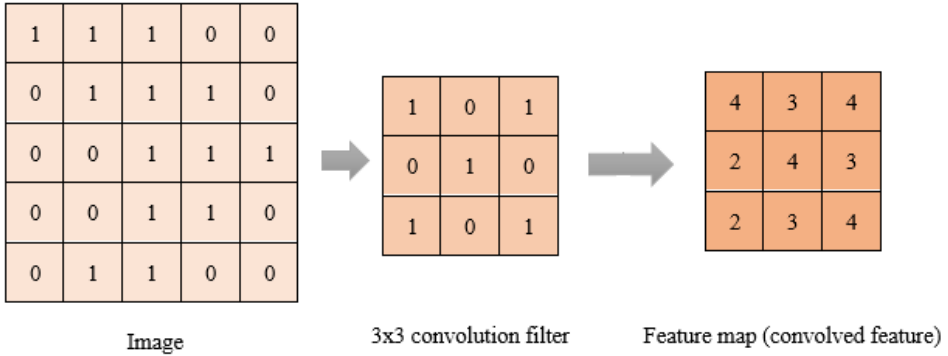 1 1 1 0 0
0 1 1 1 0
0 0 1 1 1
0 0 1 1 0
0 1 1 0 0
Image
1 0 1
0 1 0
1 0 1
3x3 convolution filter
4 3 4
2 4 3
2 3 4
Feature map (convolved feature)